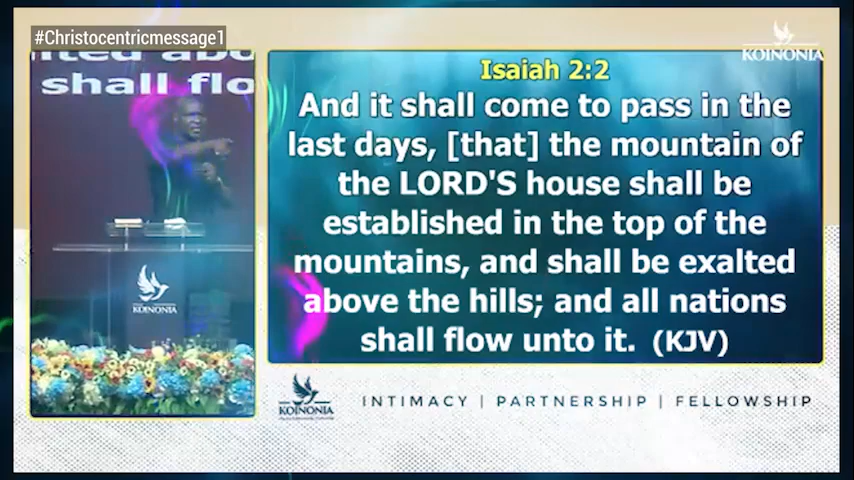 #Christocentricmessage1
KOINONIA
shall flo
KOINONIA
Isaiah 2:2
And it shall come to pass in the
last days, [that] the mountain of
the LORD'S house shall be
established in the top of the
mountains, and shall be exalted
above the hills; and all nations
shall flow unto it. (KJV)
KOINONIA
INTIMACY | PARTNERSHIP | FELLOWSHIP